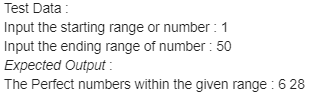 Test Data :
Input the starting range or number : 1
Input the ending range of number : 50
Expected Output :
The Perfect numbers within the given range : 6 28